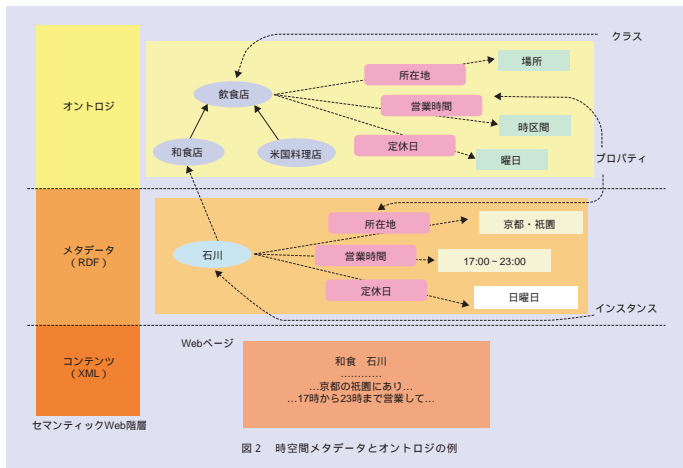 クラス
オントロジ
飲食店
所在地
場所
営業時間
時区間
和食店
米国料理店
定休日
曜日
プロパティ
メタデータ
(RDF)
石川
所在地
京都・祇園
営業時間
17:00~23:00
定休日
日曜日
インスタンス
コンテンツ
(XML)
Webページ
和食 石川
…………
…京都の祇園にあり…
…17時から23時まで営業して…
セマンティックWeb階層
図2 時空間メタデータとオントロジの例